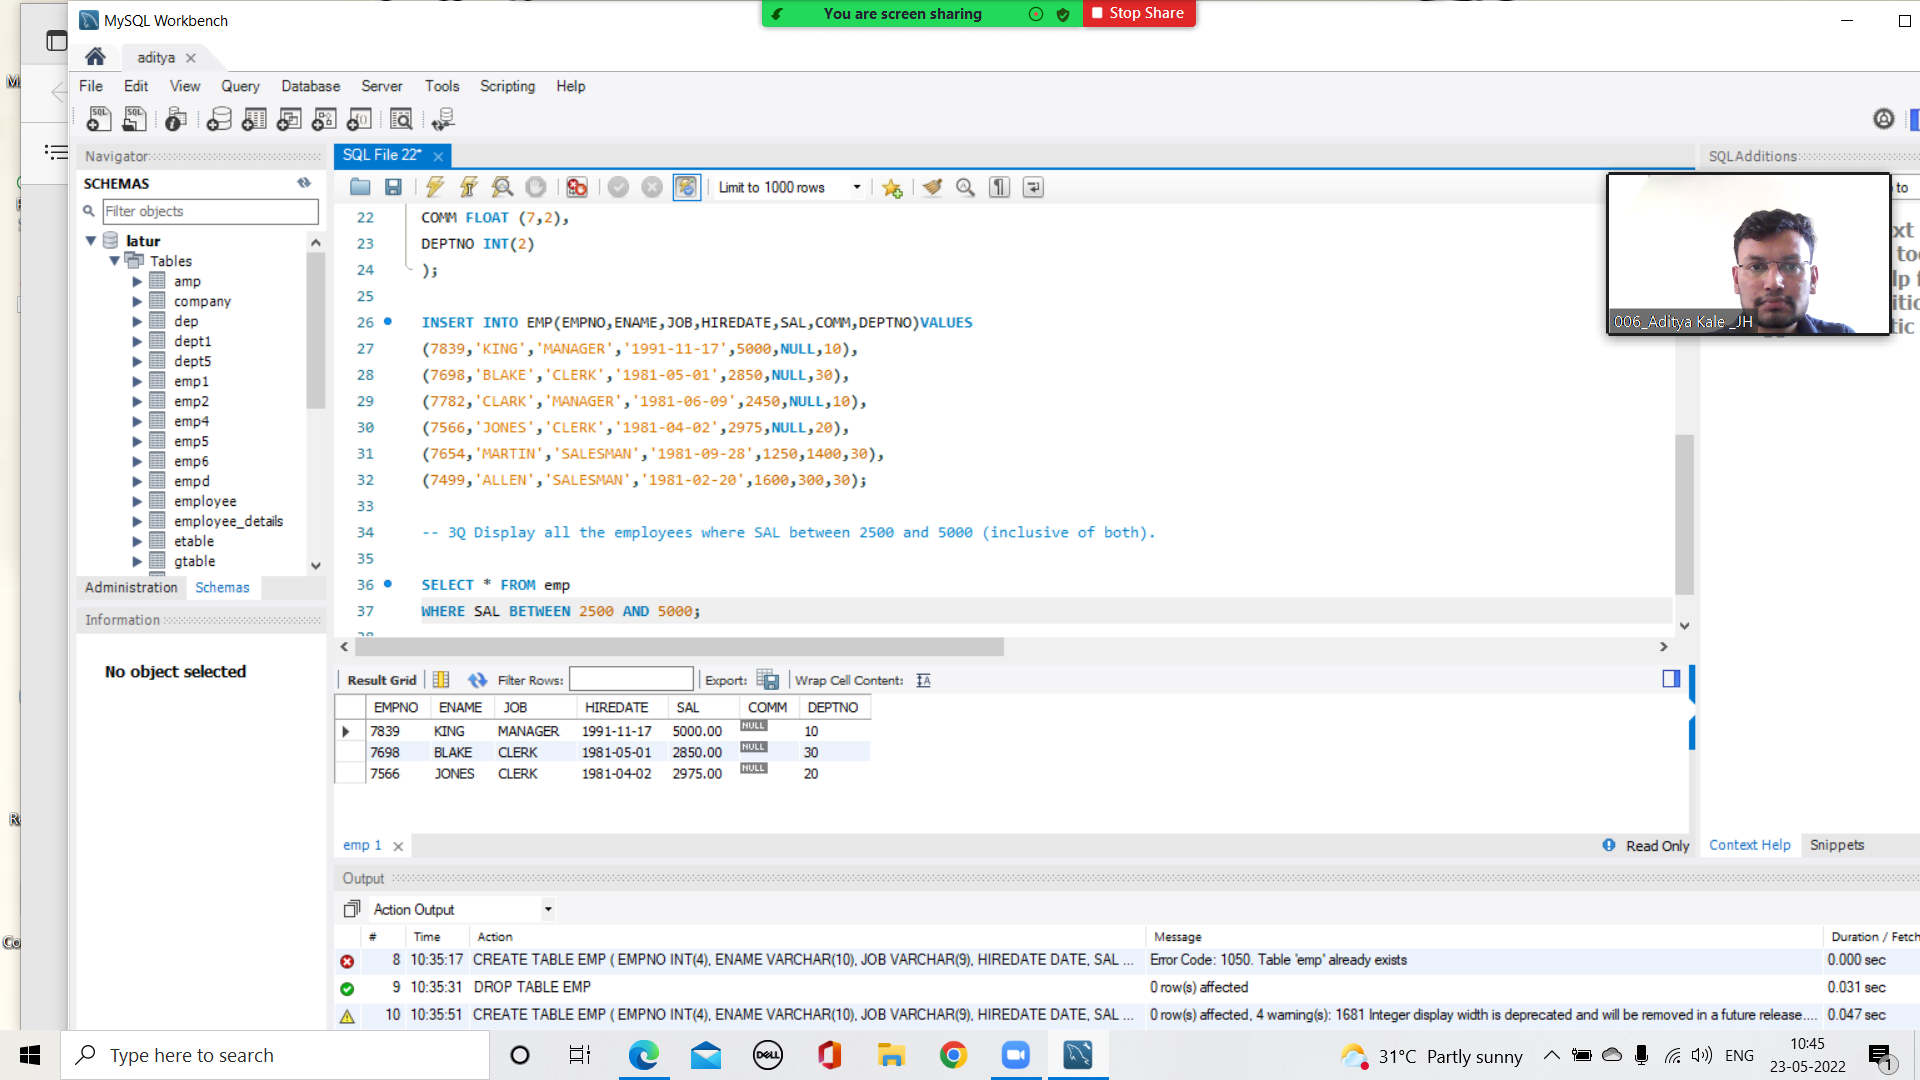 You are screen sharing
Stop Share
MySQL Workbench
aditya
File Edit View Query Database Server Tools Scripting Help
Navigator
SQL File 22*
SQLAdditions
SCHEMAS
Filter objects
Limit to 1000 rows
to
latur
Tables
amp
company
dep
dept1
dept5
emp1
emp2
emp4
emp5
emp6
empd
employee
employee_details
etable
gtable
Administration Schemas
Information
No object selected
22 COMM FLOAT (7,2),
23 DEPTNO INT(2)
24 );
25
26 INSERT INTO EMP(EMPNO,ENAME,JOB,HIREDATE,SAL,COMM,DEPTNO)VALUES
27 (7839,'KING','MANAGER','1991-11-17',5000,NULL,10),
28 (7698,'BLAKE','CLERK','1981-05-01',2850,NULL,30),
29 (7782,'CLARK','MANAGER','1981-06-09',2450,NULL,10),
30 (7566,'JONES','CLERK','1981-04-02',2975,NULL,20),
31 (7654,'MARTIN','SALESMAN','1981-09-28',1250,1400,30),
32 (7499,'ALLEN','SALESMAN','1981-02-20',1600,300,30);
33
34 -- 3Q Display all the employees where SAL between 2500 and 5000 (inclusive of both).
35
36 SELECT * FROM emp
37 WHERE SAL BETWEEN 2500 AND 5000;
006_Aditya Kale _JH
Result Grid Filter Rows: Export: Wrap Cell Content:
EMPNO ENAME JOB HIREDATE SAL COMM DEPTNO
7839 KING MANAGER 1991-11-17 5000.00 NULL 10
7698 BLAKE CLERK 1981-05-01 2850.00 NULL 30
7566 JONES CLERK 1981-04-02 2975.00 NULL 20
emp 1
Read Only
Context Help Snippets
Output
Action Output
# Time Action Message Duration / Fetch
8 10:35:17 CREATE TABLE EMP ( EMPNO INT(4), ENAME VARCHAR(10), JOB VARCHAR(9), HIREDATE DATE, SAL ... Error Code: 1050. Table 'emp' already exists 0.000 sec
9 10:35:31 DROP TABLE EMP 0 row(s) affected 0.031 sec
10 10:35:51 CREATE TABLE EMP ( EMPNO INT(4), ENAME VARCHAR(10), JOB VARCHAR(9), HIREDATE DATE, SAL ... 0 row(s) affected, 4 warning(s): 1681 Integer display width is deprecated and will be removed in a future release.... 0.047 sec
Type here to search
DELL
31°C Partly sunny
ENG
10:45
23-05-2022
1